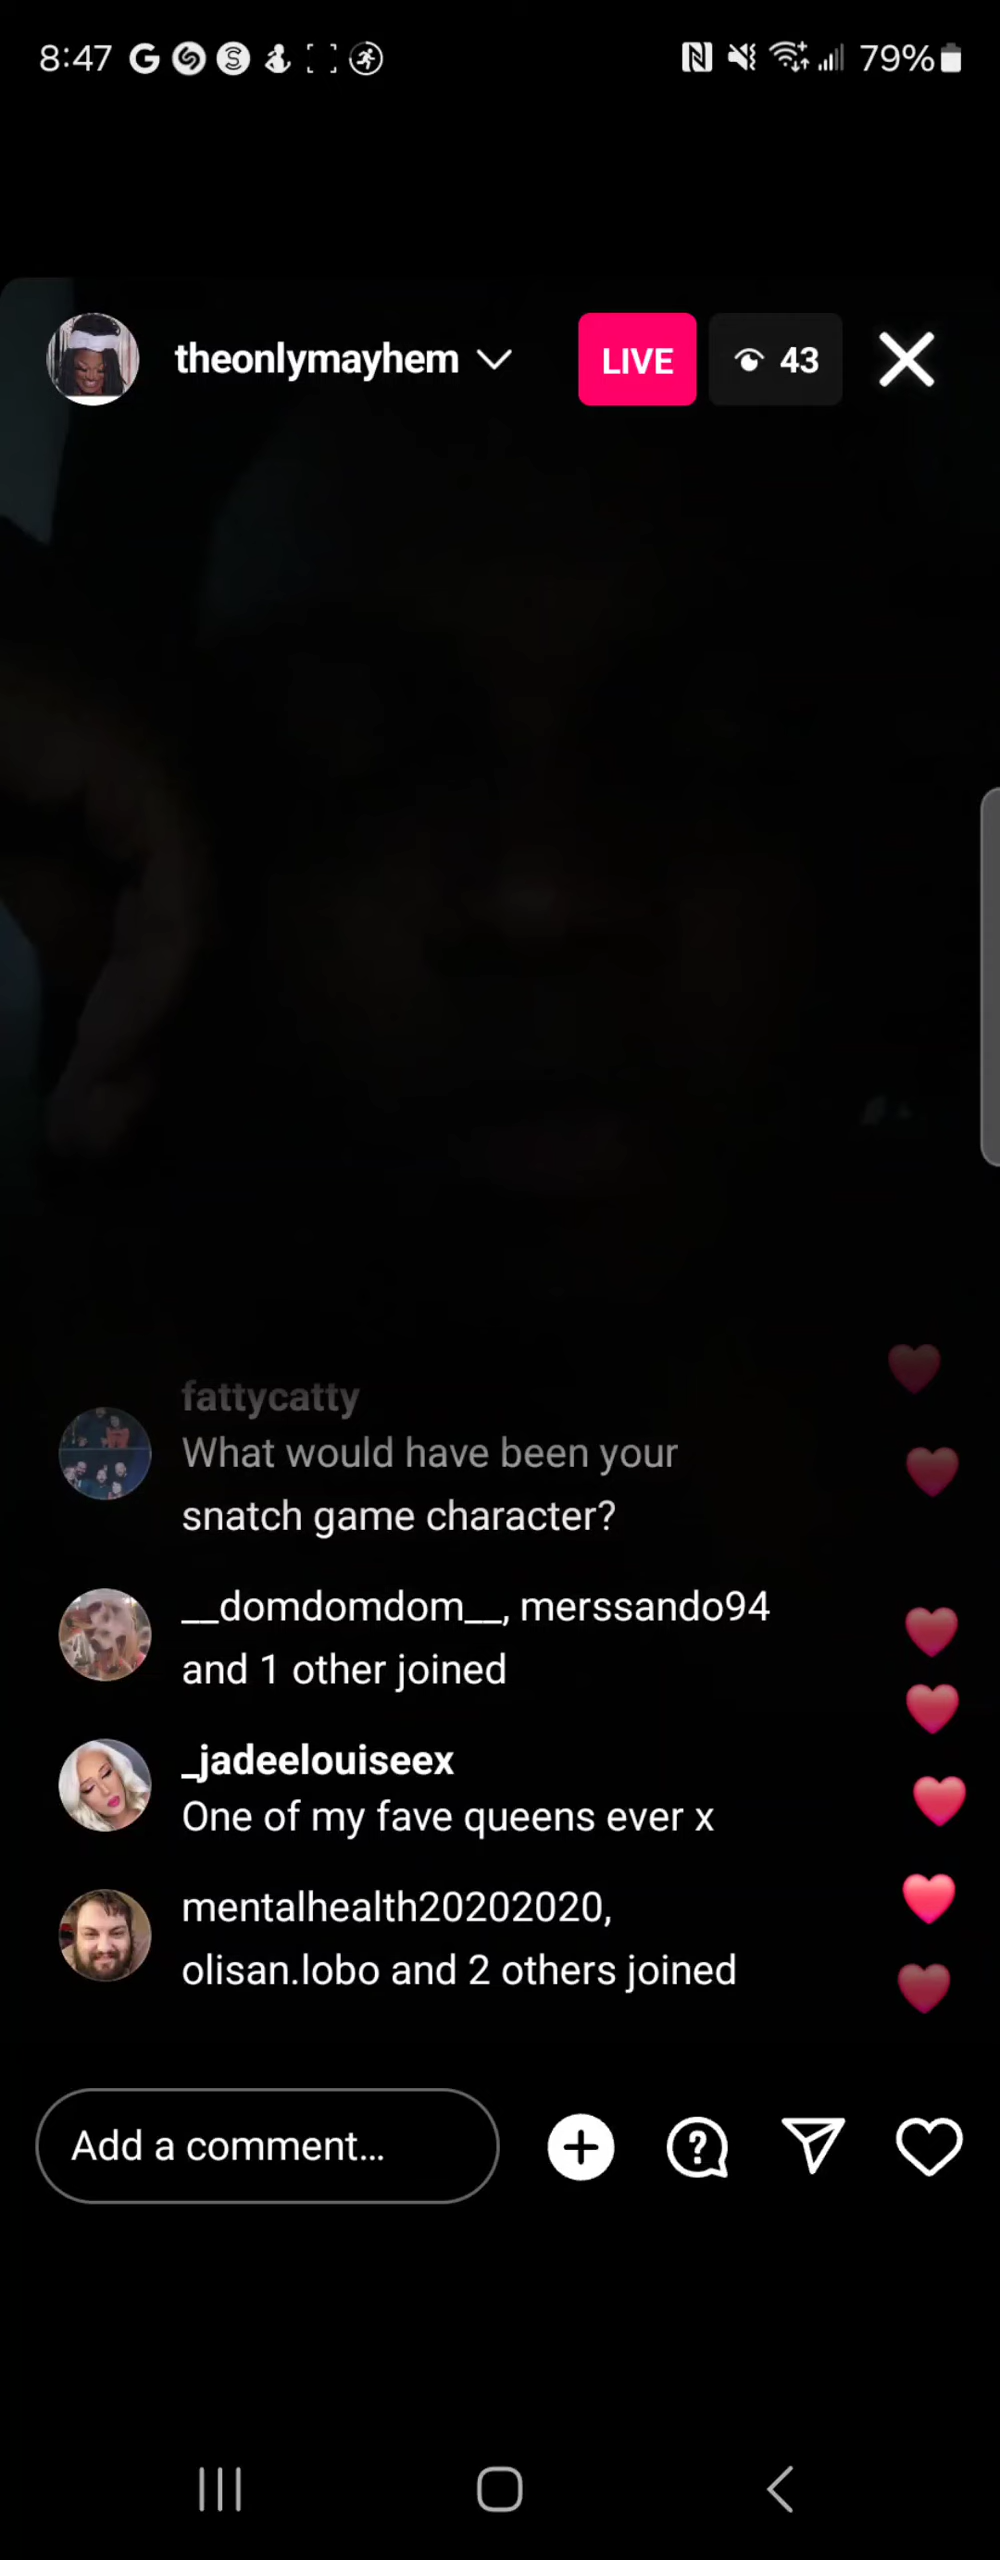 8:47 G 79%
theonlymayhem LIVE 43
fattycatty
What would have been your
snatch game character?
__domdomdom__, merssando94
and 1 other joined
_jadeelouiseex
One of my fave queens ever x
mentalhealth20202020,
olisan.lobo and 2 others joined
Add a comment...